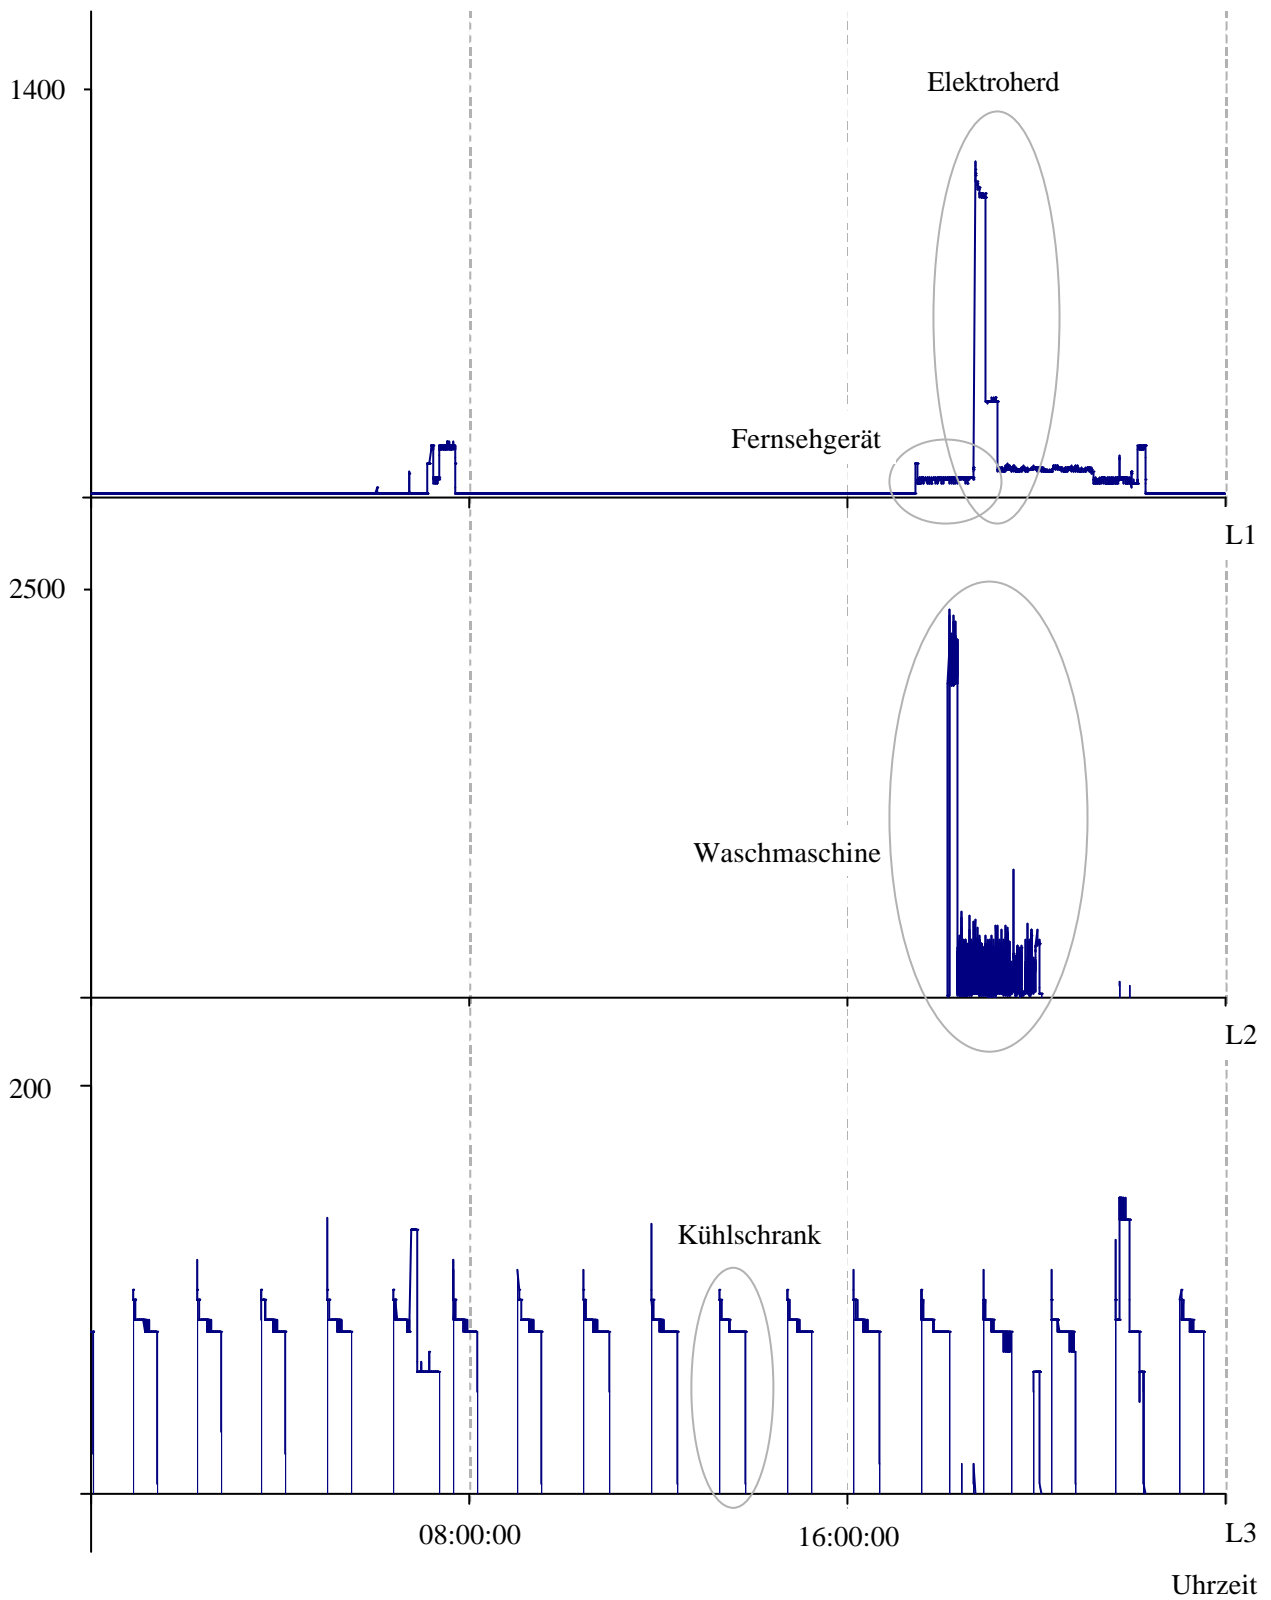 Elektroherd
1400
Fernsehgerät
L1
2500
Waschmaschine
L2
200
Kühlschrank
08:00:00
16:00:00
L3
Uhrzeit